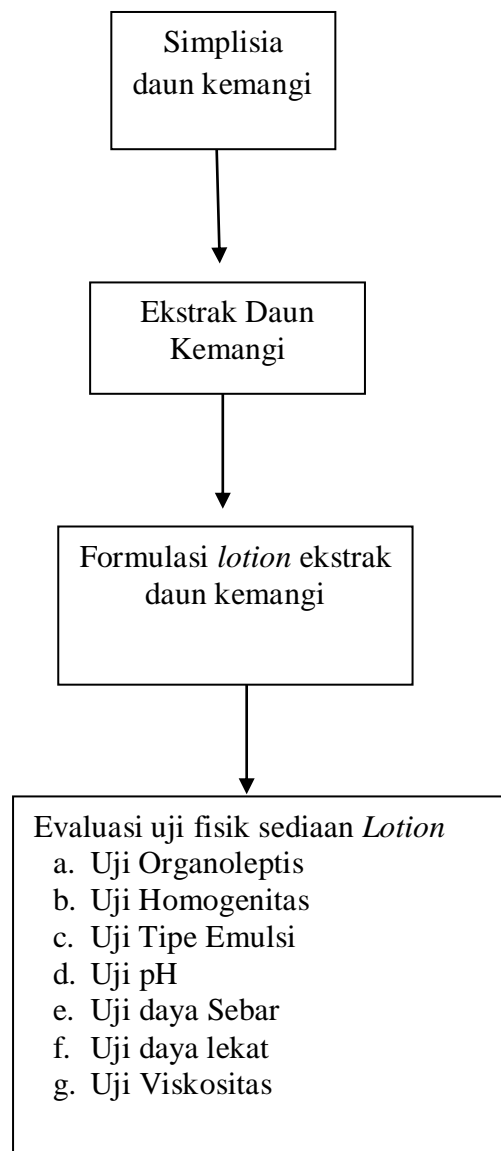 Simplisia
daun kemangi
Ekstrak Daun
Kemangi
Formulasi lotion ekstrak
daun kemangi
Evaluasi uji fisik sediaan Lotion
a. Uji Organoleptis
b. Uji Homogenitas
c. Uji Tipe Emulsi
d. Uji pH
e. Uji daya Sebar
f. Uji daya lekat
g. Uji Viskositas